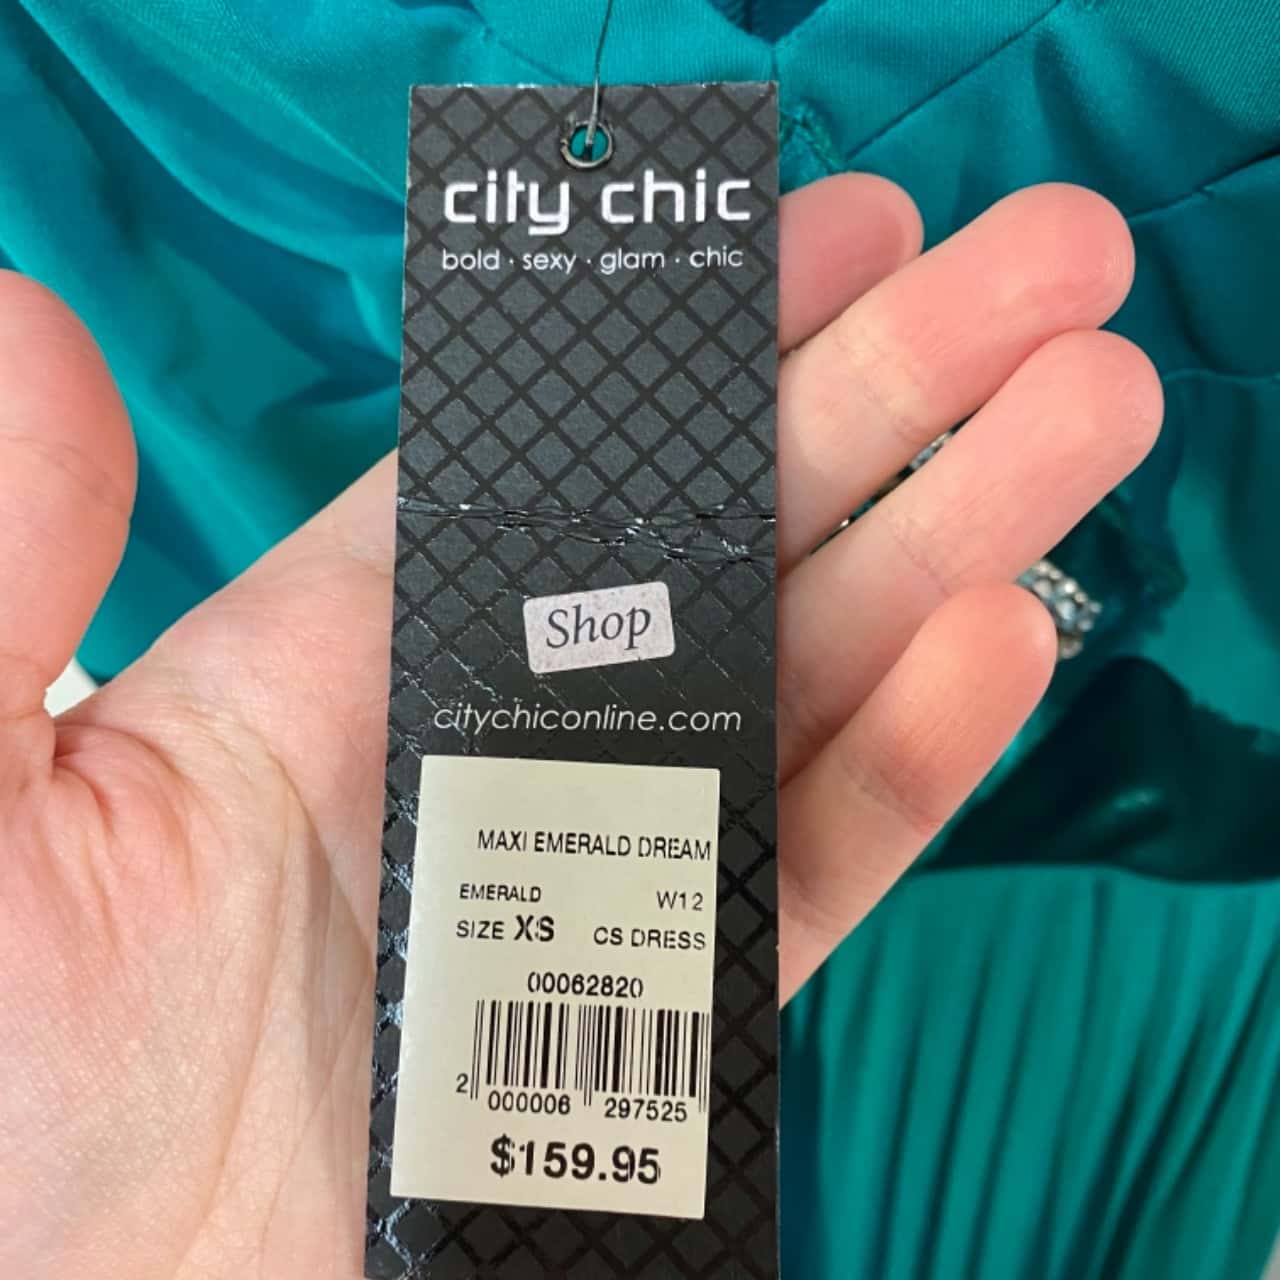 city chic
bold · sexy · glam · chic
Shop
citychiconline.com
MAXI EMERALD DREAM
EMERALD W12
SIZE XS CS DRESS
00062820
2 000006 297525
$159.95